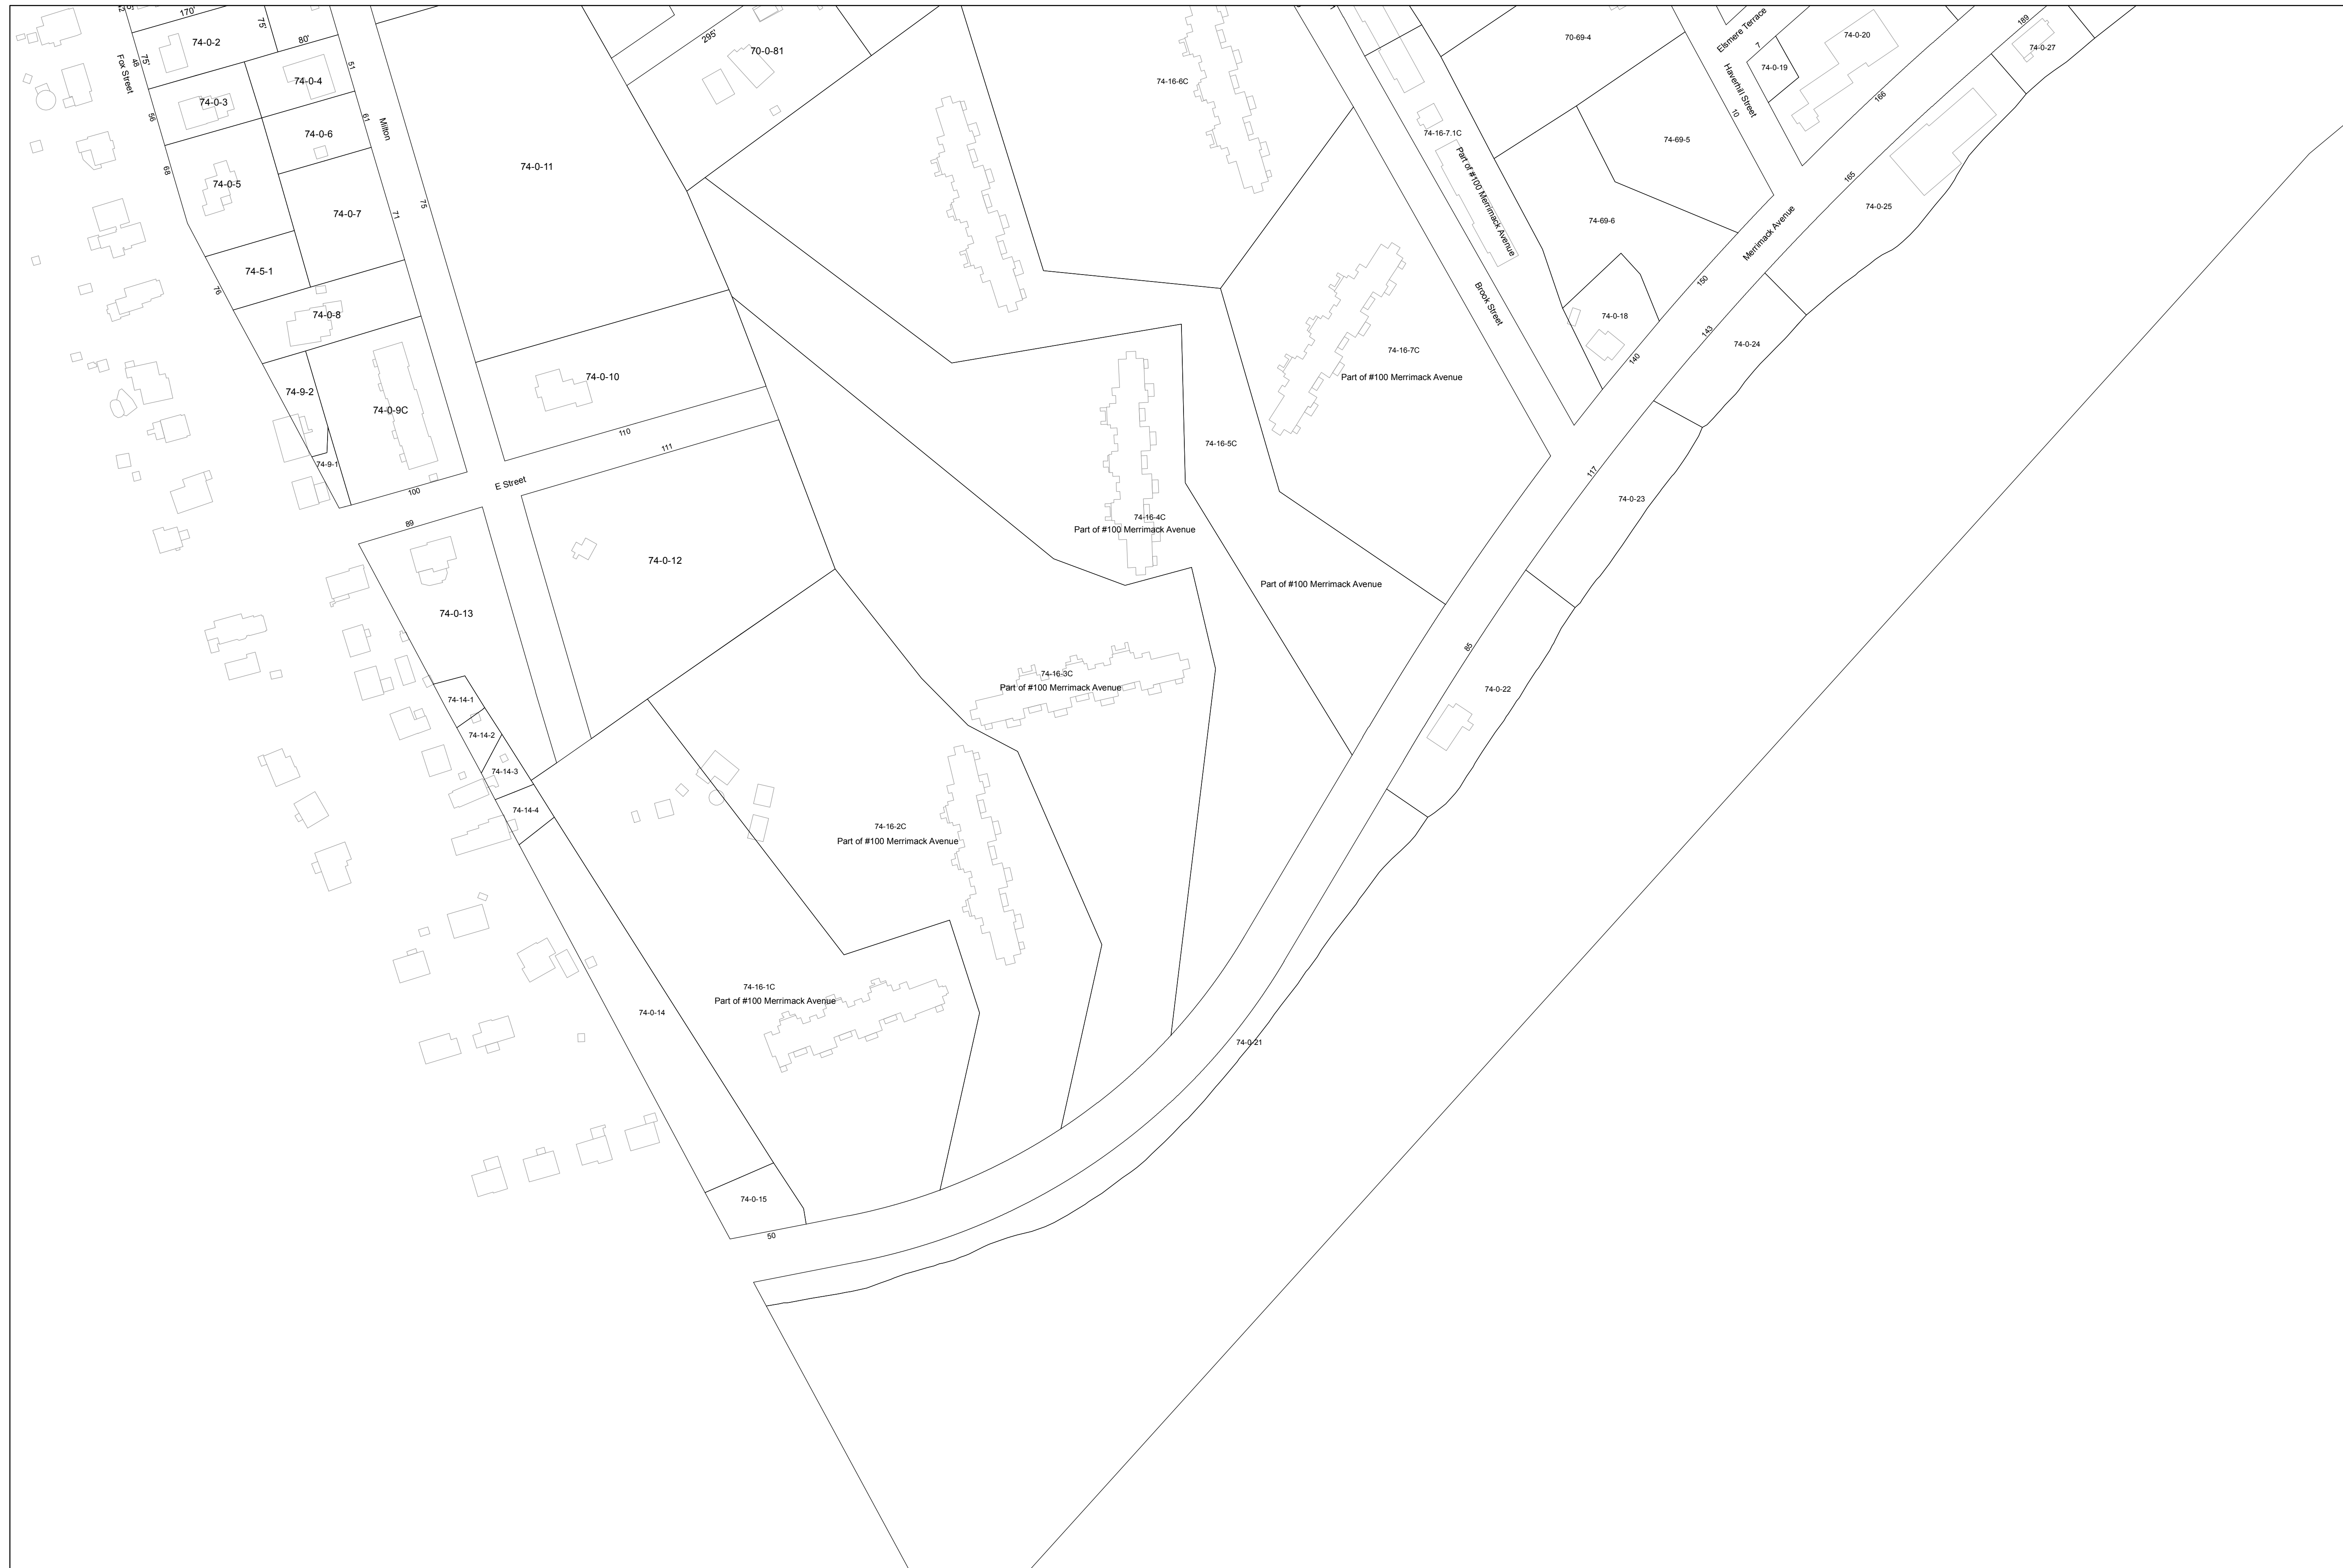 170'
75'
80'
74-0-2
48
75'
Fox Street
51
74-0-4
74-0-3
56
61
Milton
74-0-6
68
74-0-5
74-0-7
71
75
74-0-11
74-5-1
76
74-0-8
74-9-2
74-0-9C
74-9-1
100
74-0-10
110
111
E Street
89
74-0-12
74-0-13
74-14-1
74-14-2
74-14-3
74-14-4
74-0-14
74-0-15
50
295'
70-0-81
74-16-6C
74-16-7.1C
Part of #100 Merrimack Avenue
70-69-4
74-69-5
74-69-6
Elsmere Terrace
Haverhill Street
10
7
74-0-19
74-0-20
166
189
74-0-27
165
74-0-25
Merrimack Avenue
150
74-0-18
140
143
74-0-24
Brook Street
74-16-7C
Part of #100 Merrimack Avenue
74-16-5C
Part of #100 Merrimack Avenue
74-16-4C
Part of #100 Merrimack Avenue
117
74-0-23
85
74-0-22
74-16-3C
Part of #100 Merrimack Avenue
74-16-2C
Part of #100 Merrimack Avenue
74-16-1C
Part of #100 Merrimack Avenue
74-0-21